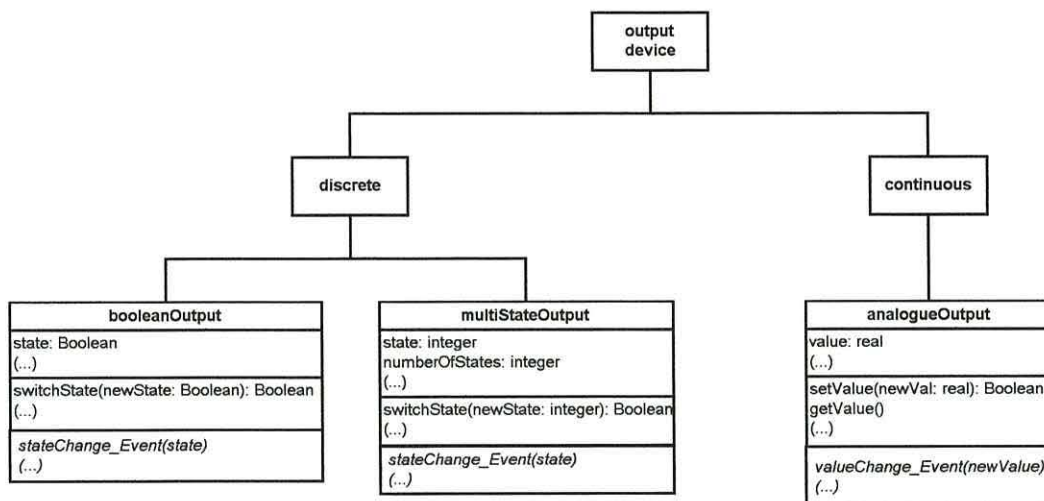 output
device
discrete
continuous
booleanOutput
state: Boolean
(...)
switchState(newState: Boolean): Boolean
(...)
stateChange_Event(state)
(...)
multiStateOutput
state: integer
numberOfStates: integer
(...)
switchState(newState: integer): Boolean
(...)
stateChange_Event(state)
(...)
analogueOutput
value: real
(...)
setValue(newVal: real): Boolean
getValue()
(...)
valueChange_Event(newValue)
(...)